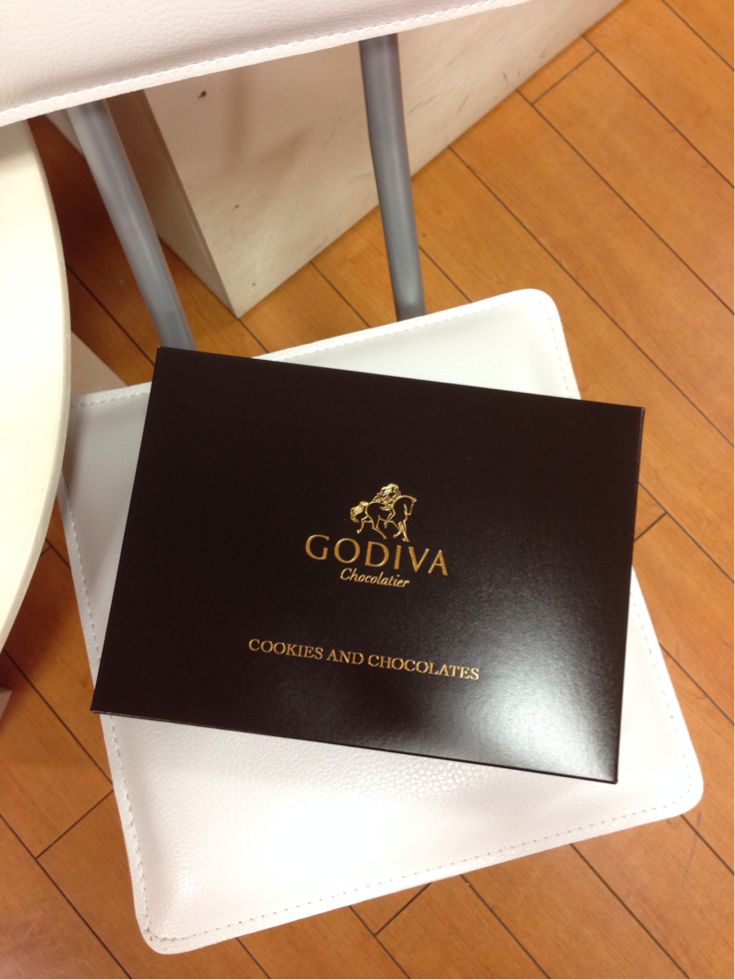 GODIVA
Chocolatier
COOKIES AND CHOCOLATES